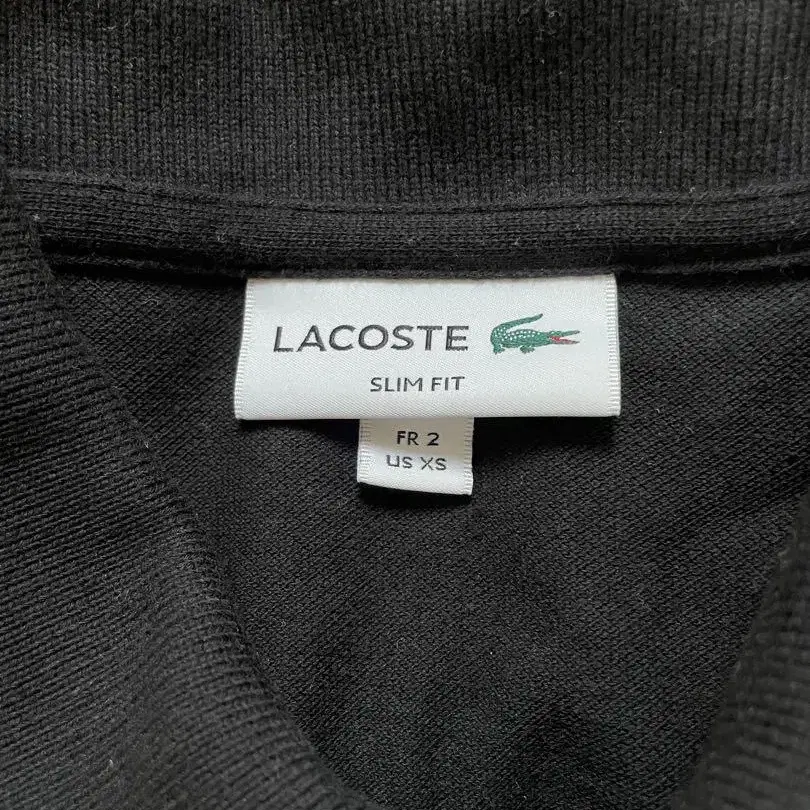 LACOSTE
SLIM FIT
FR 2
US XS